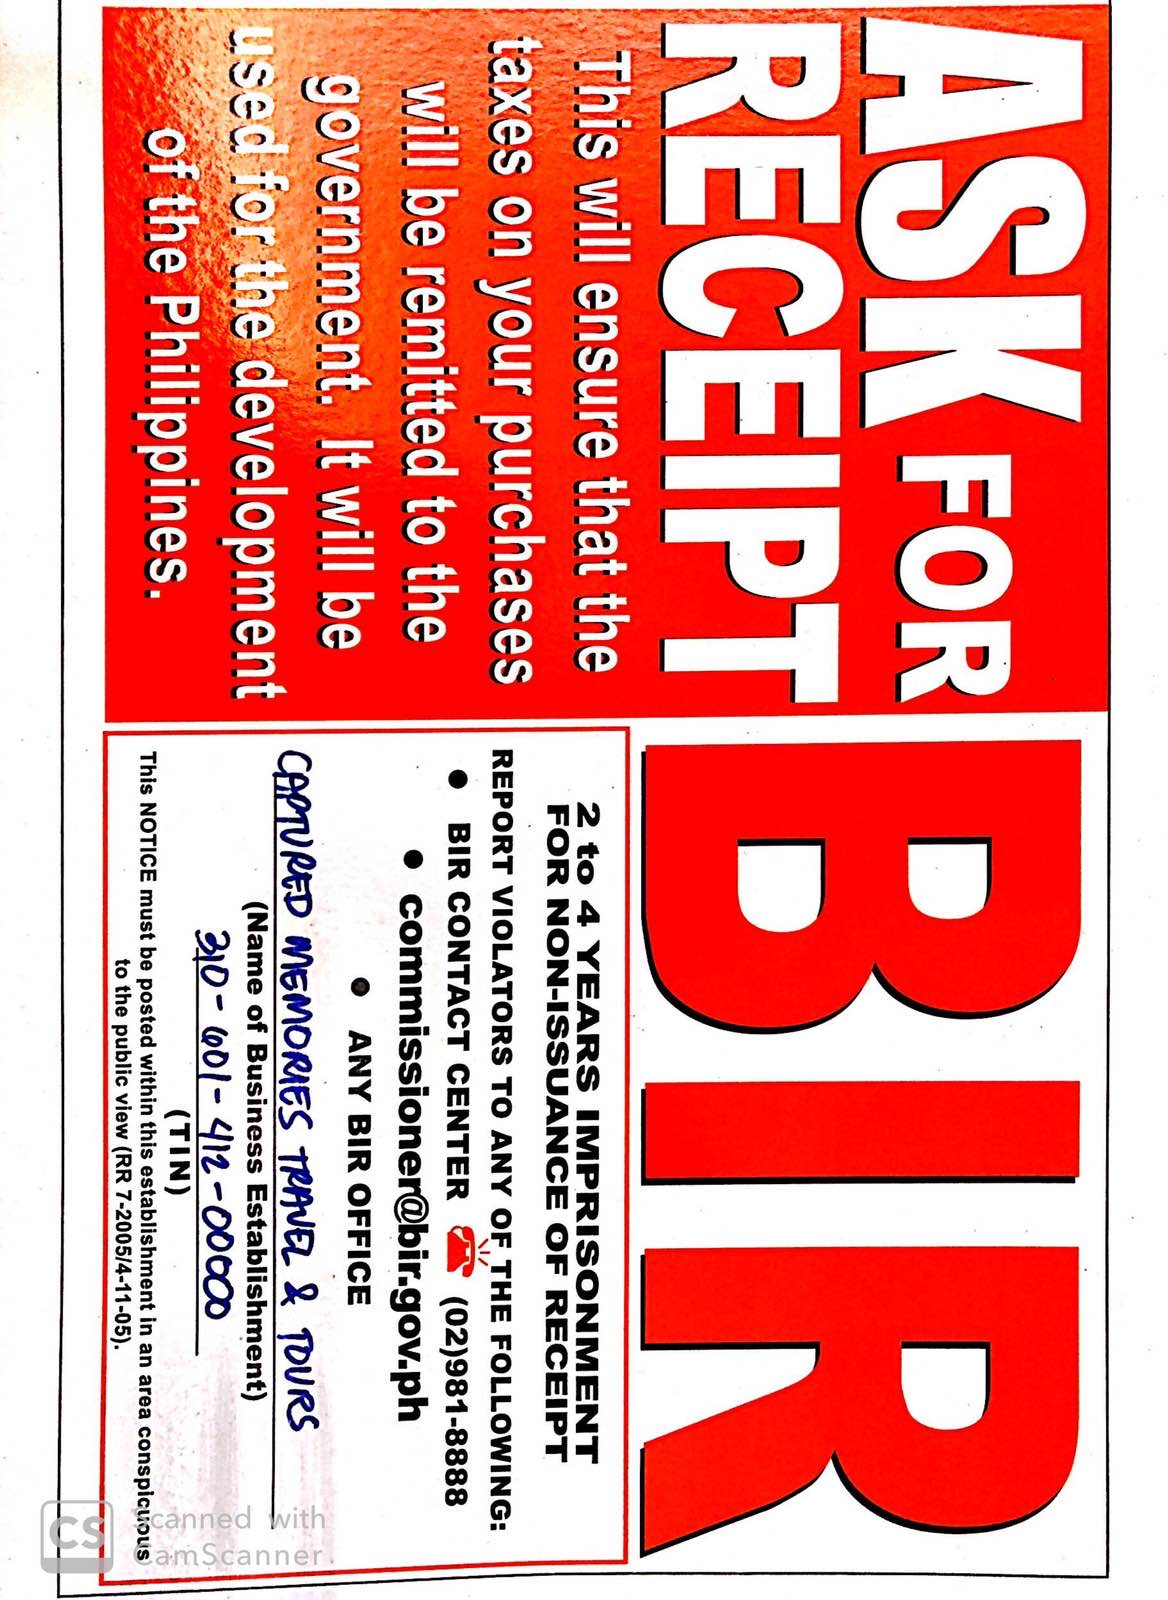 ASK FOR
RECEIPT
This will ensure that the
taxes on your purchases
will be remitted to the
government. It will be
used for the development
of the Philippines.
BIR
2 to 4 YEARS IMPRISONMENT
FOR NON-ISSUANCE OF RECEIPT
REPORT VIOLATORS TO ANY OF THE FOLLOWING:
● BIR CONTACT CENTER (02)981-8888
● commissioner@bir.gov.ph
● ANY BIR OFFICE
CAPTURED MEMORIES TRAVEL & TOURS
(Name of Business Establishment)
310-601-412-00000
(TIN)
This NOTICE must be posted within this establishment in an area conspicuous
to the public view (RR 7-2005/4-11-05).
CS
Scanned with
CamScanner